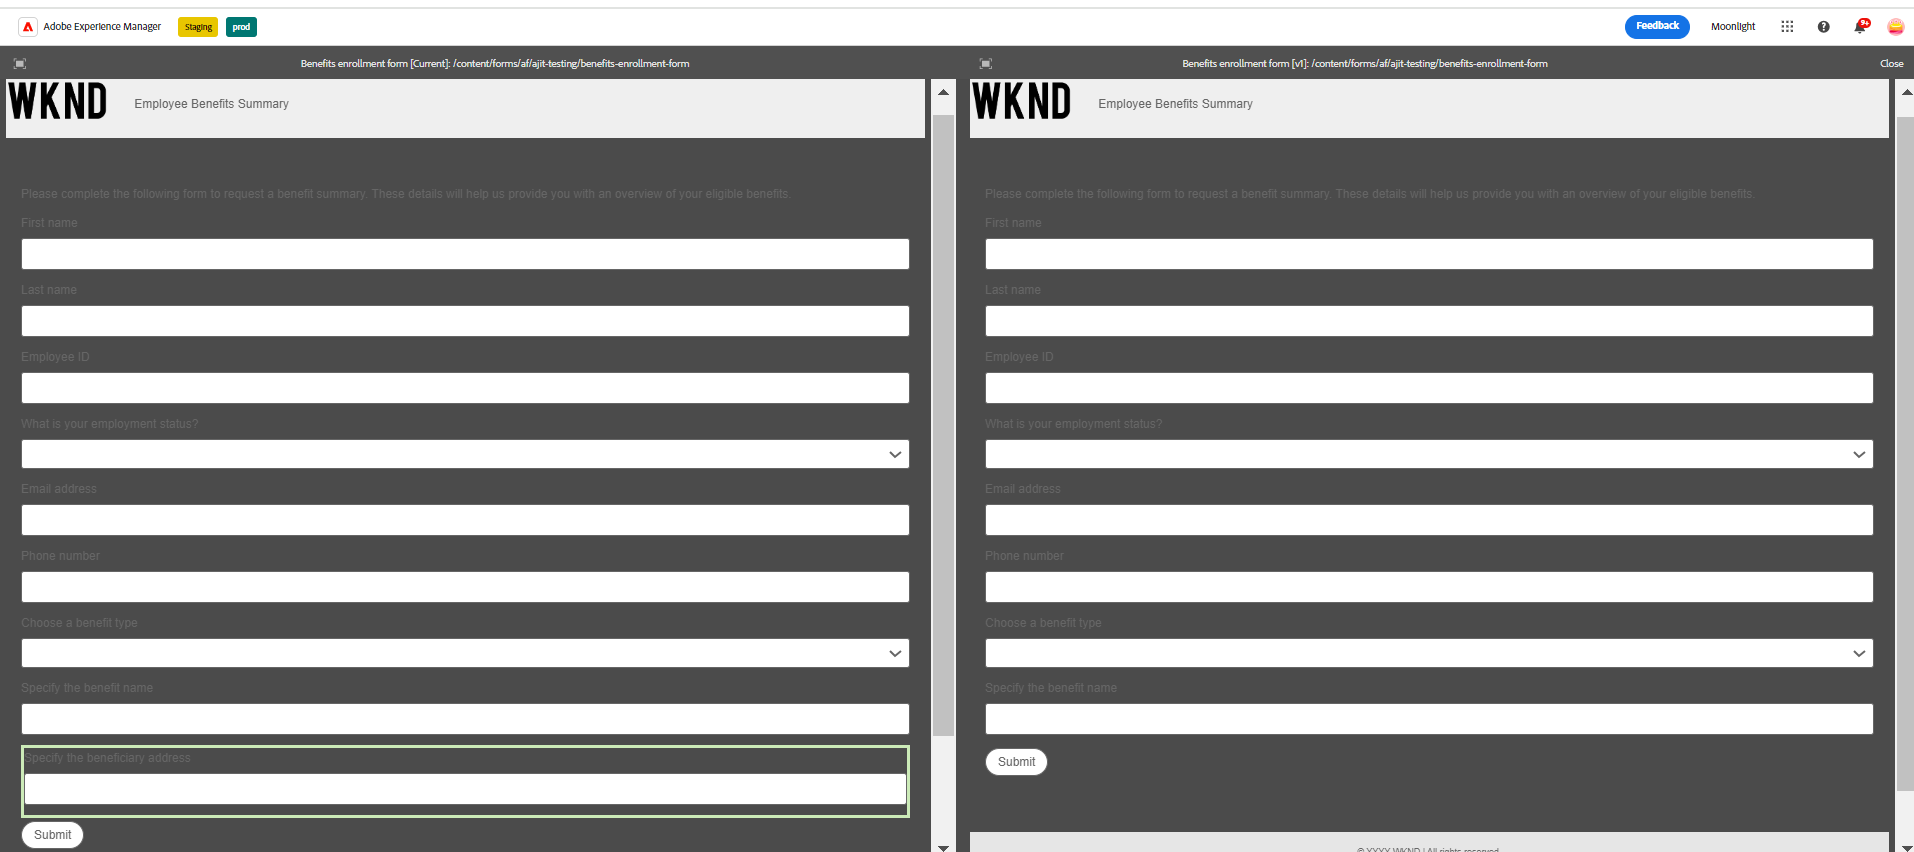 Adobe Experience Manager
Staging
prod
Feedback
Moonlight
9+
Benefits enrollment form [Current]: /content/forms/af/ajit-testing/benefits-enrollment-form
Benefits enrollment form [v1]: /content/forms/af/ajit-testing/benefits-enrollment-form
Close
WKND
Employee Benefits Summary
Please complete the following form to request a benefit summary. These details will help us provide you with an overview of your eligible benefits.
First name
Last name
Employee ID
What is your employment status?
Email address
Phone number
Choose a benefit type
Specify the benefit name
Specify the beneficiary address
Submit
WKND
Employee Benefits Summary
Please complete the following form to request a benefit summary. These details will help us provide you with an overview of your eligible benefits.
First name
Last name
Employee ID
What is your employment status?
Email address
Phone number
Choose a benefit type
Specify the benefit name
Submit
© XXXX WKND | All rights reserved